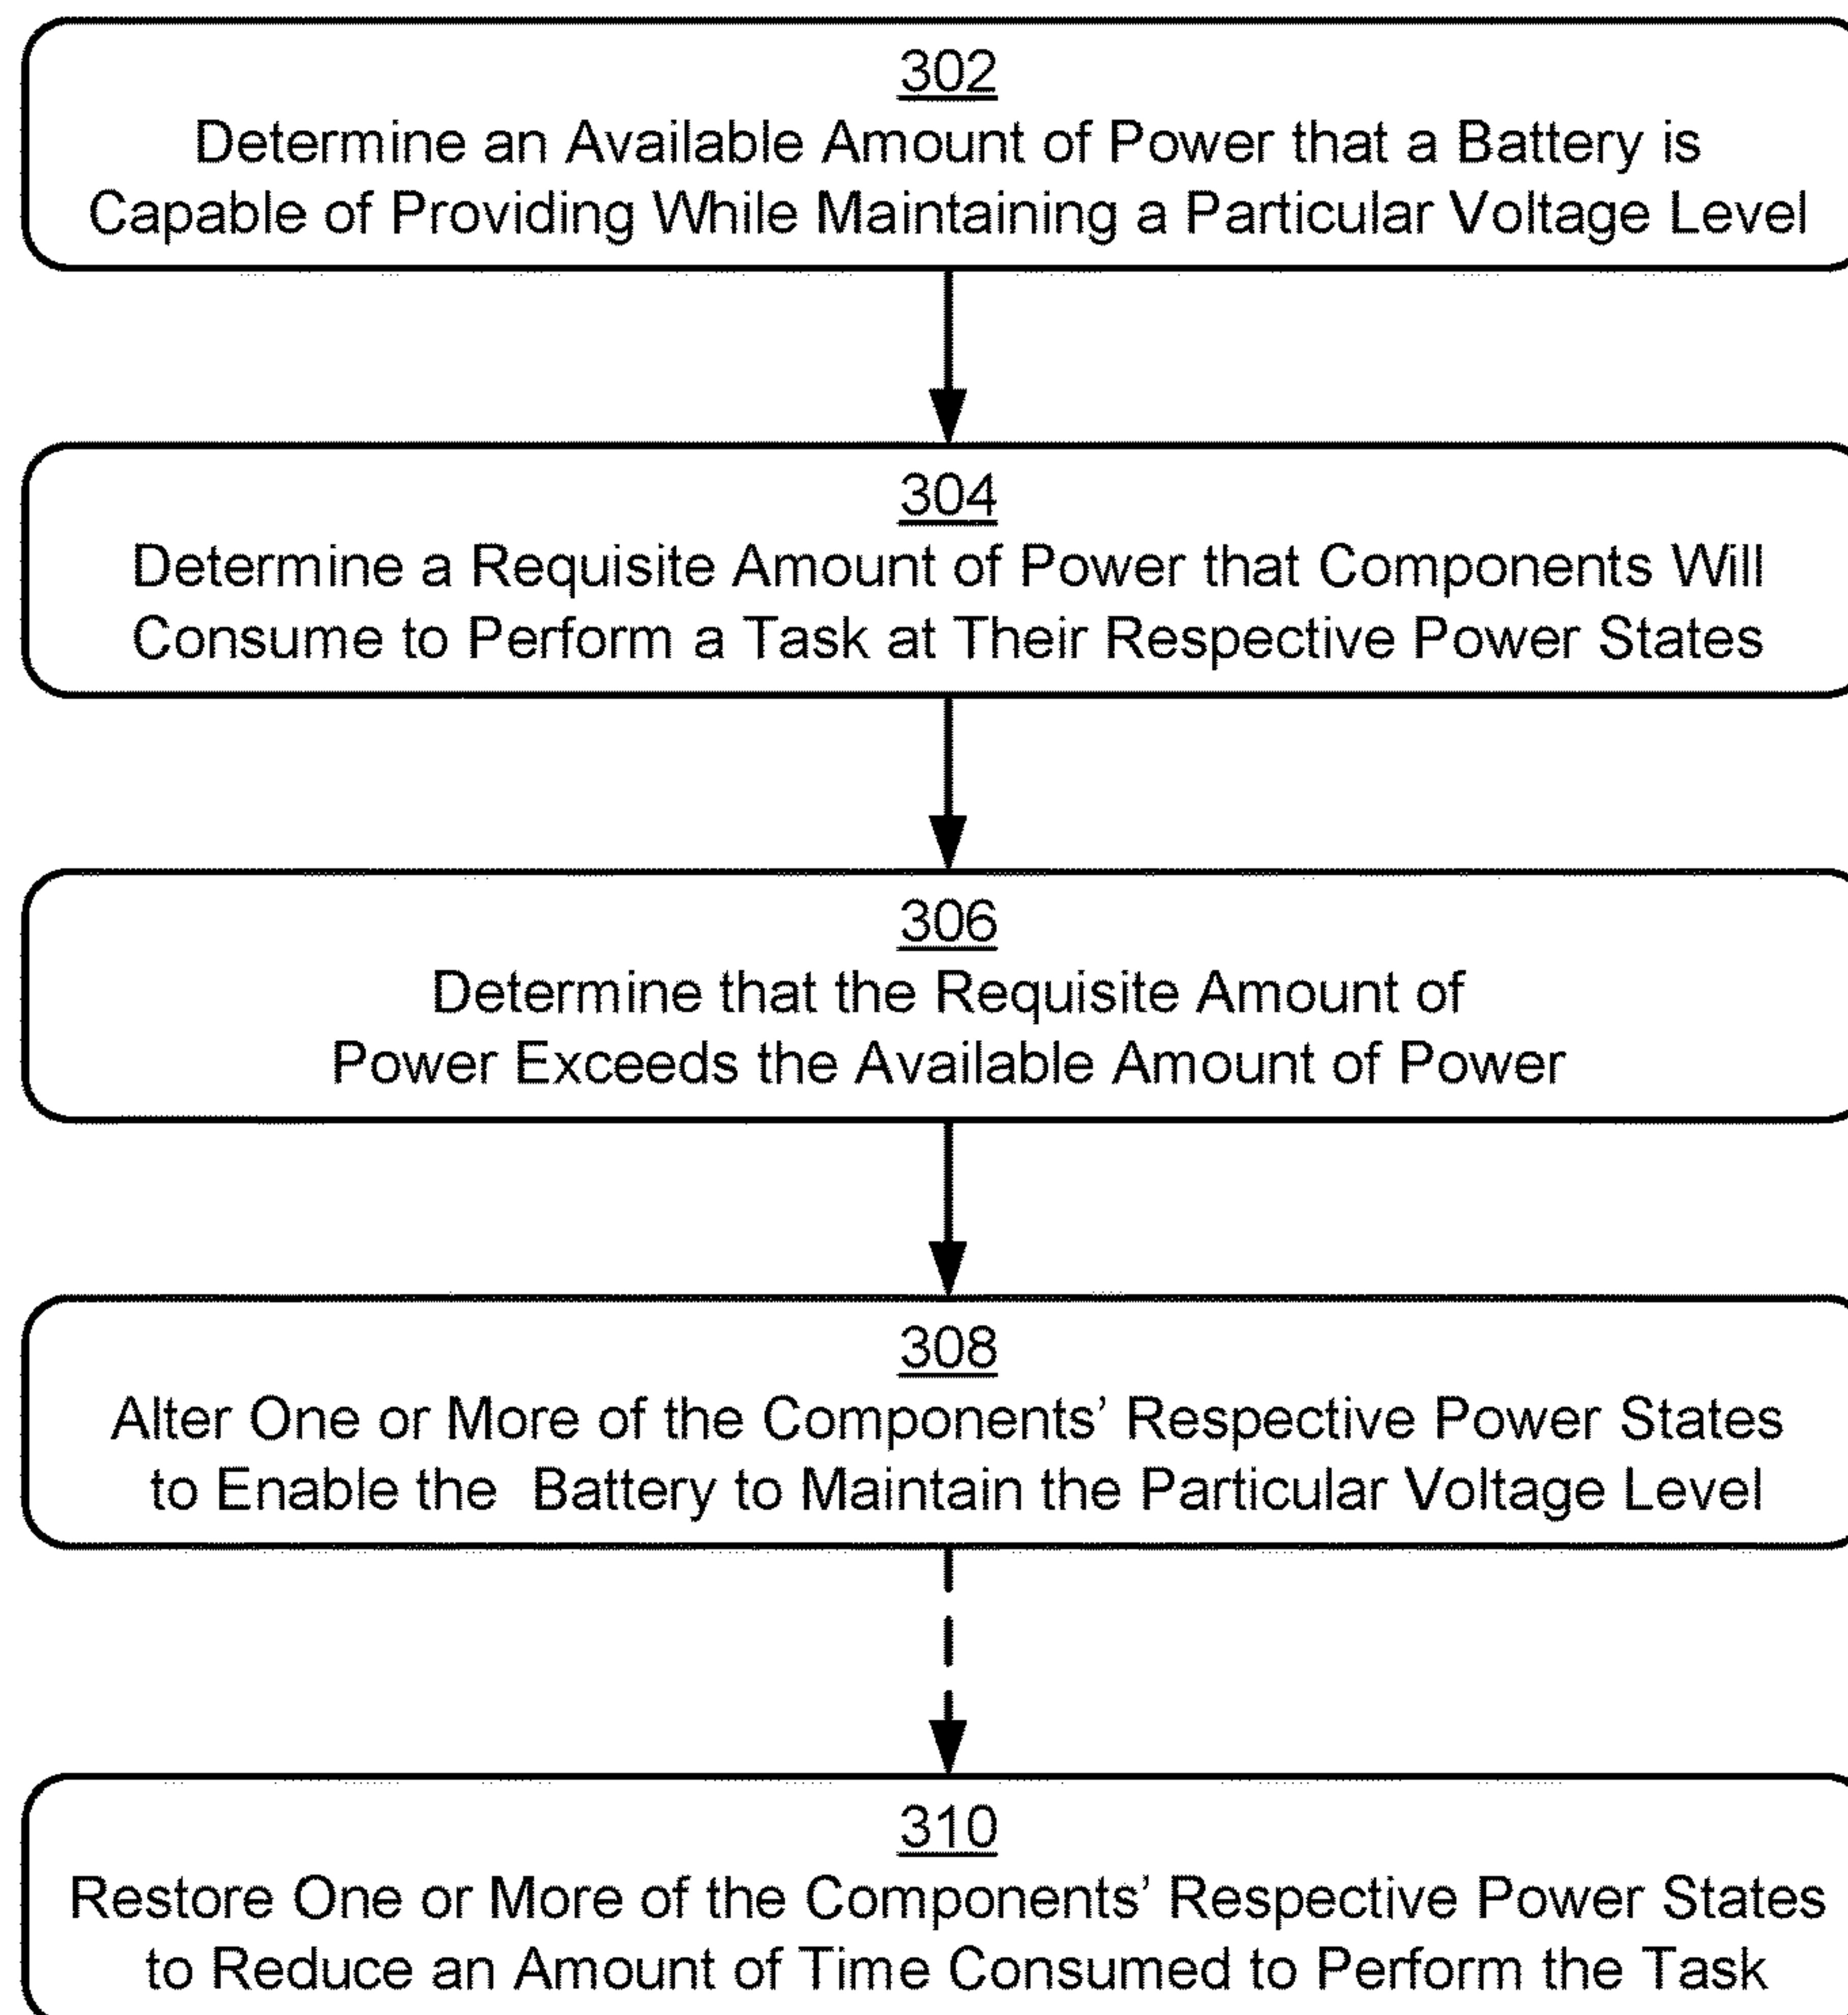 302
Determine an Available Amount of Power that a Battery is
Capable of Providing While Maintaining a Particular Voltage Level
304
Determine a Requisite Amount of Power that Components Will
Consume to Perform a Task at Their Respective Power States
306
Determine that the Requisite Amount of
Power Exceeds the Available Amount of Power
308
Alter One or More of the Components’ Respective Power States
to Enable the Battery to Maintain the Particular Voltage Level
310
Restore One or More of the Components’ Respective Power States
to Reduce an Amount of Time Consumed to Perform the Task